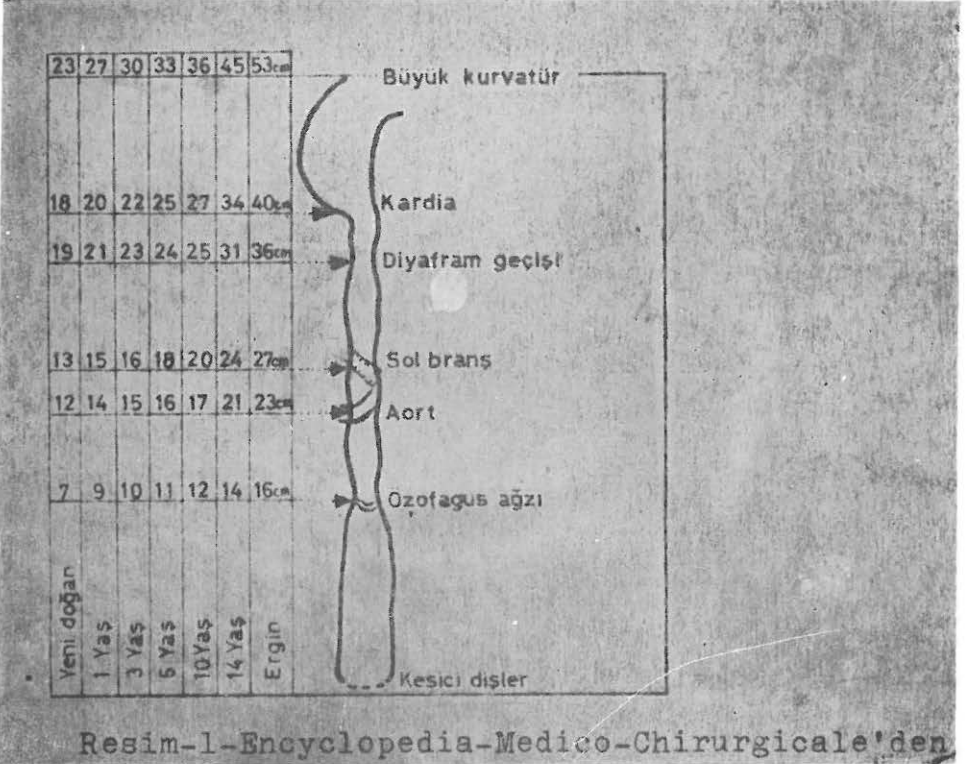 23 27 30 33 36 45 53cm Büyük kurvatür
18 20 22 25 27 34 40cm Kardia
19 21 23 24 25 31 36cm Diyafram geçişi
13 15 16 18 20 24 27cm Sol branş
12 14 15 16 17 21 23cm Aort
7 9 10 11 12 14 16cm Özofagus ağzı
Yeni doğan
1 Yaş
3 Yaş
6 Yaş
10 Yaş
14 Yaş
Ergin
Kesici dişler
Resim-1-Encyclopedia-Medico-Chirurgicale'den